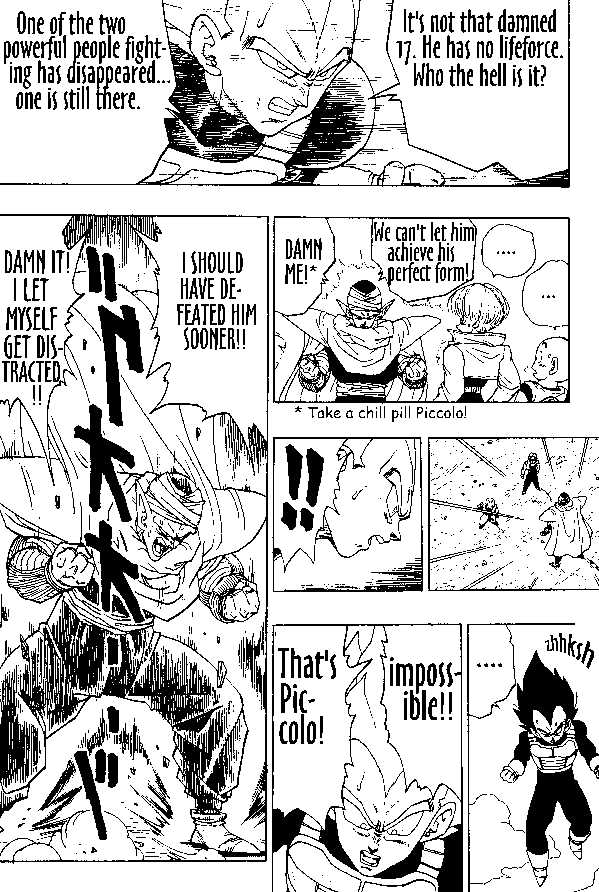 It's not that damned
17. He has no lifeforce.
Who the hell is it?
One of the two
powerful people fight-
ing has disappeared...
one is still there.
....
...
We can't let him
achieve his
perfect form!
DAMN
ME!*
* Take a chill pill Piccolo!
!!
zhhksh
....
imposs-
ible!!
That's
Pic-
colo!
I SHOULD
HAVE DE-
FEATED HIM
SOONER!!
DAMN IT!
I LET
MYSELF
GET DIS-
TRACTED
!!